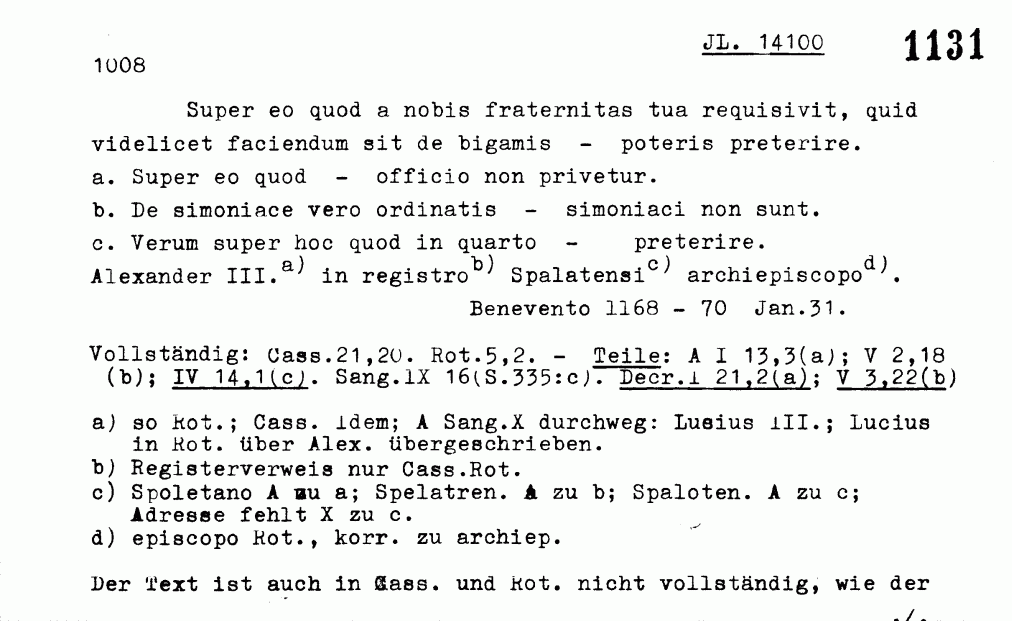 JL. 14100 1131
1008
Super eo quod a nobis fraternitas tua requisivit, quid
videlicet faciendum sit de bigamis – poteris preterire.
a. Super eo quod – officio non privetur.
b. De simoniace vero ordinatis – simoniaci non sunt.
c. Verum super hoc quod in quarto – preterire.
Alexander III.a) in registrob) Spalatensic) archiepiscopod).
Benevento 1168 – 70 Jan.31.
Vollständig: Cass.21,20. Rot.5,2. – Teile: A I 13,3(a); V 2,18
(b); IV 14,1(c). Sang.IX 16(S.335:c). Decr.I 21,2(a); V 3,22(b)
a) so Rot.; Cass. Idem; A Sang.X durchweg: Lusius III.; Lucius
in Rot. über Alex. übergeschrieben.
b) Registerverweis nur Cass.Rot.
c) Spoletano A zu a; Spelatren. A zu b; Spaloten. A zu c;
Adresse fehlt X zu c.
d) episcopo Rot., korr. zu archiep.
Der Text ist auch in Cass. und Rot. nicht vollständig, wie der